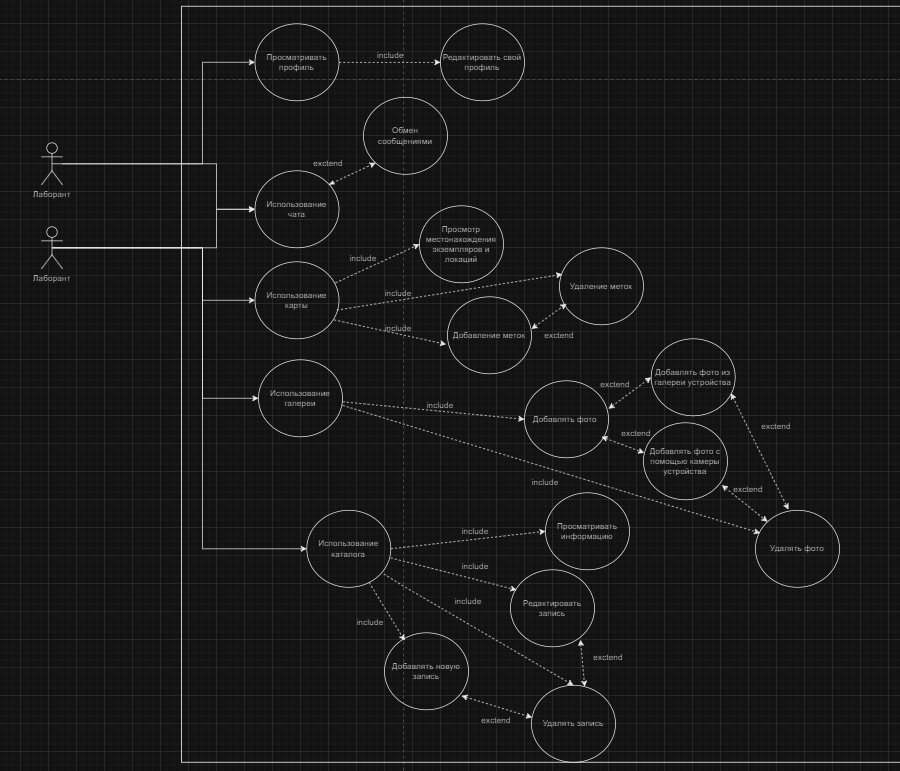 Просматривать
профиль
include
Редактировать свой
профиль
Обмен
сообщениями
exctend
Лаборант
Использование
чата
Лаборант
Просмотр
местонахождения
экземпляров и
локаций
include
Использование
карты
include
include
Удаление меток
Добавление меток
exctend
Использование
галереи
include
Добавлять фото
exctend
Добавлять фото из
галереи устройства
exctend
exctend
Добавлять фото с
помощью камеры
устройства
include
exctend
Удалять фото
Использование
каталога
include
Просматривать
информацию
include
Редактировать
запись
include
include
exctend
Добавлять новую
запись
exctend
Удалять запись